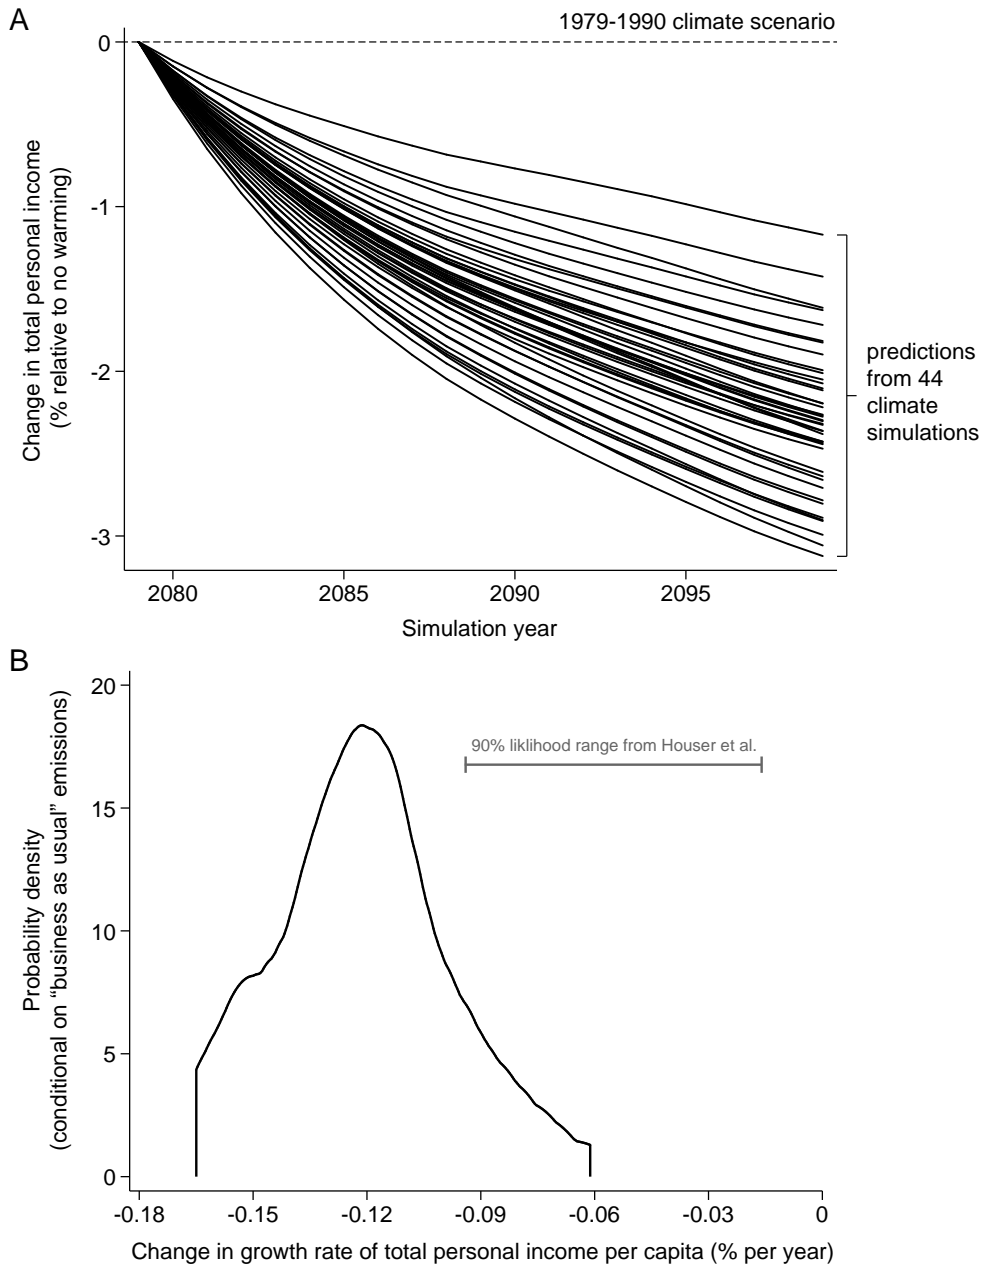 A
1979-1990 climate scenario
0
-1
-2
-3
Change in total personal income
(% relative to no warming)
predictions
from 44
climate
simulations
2080
2085
2090
2095
Simulation year
B
20
15
10
5
0
Probability density
(conditional on “business as usual” emissions)
90% liklihood range from Houser et al.
-0.18
-0.15
-0.12
-0.09
-0.06
-0.03
0
Change in growth rate of total personal income per capita (% per year)